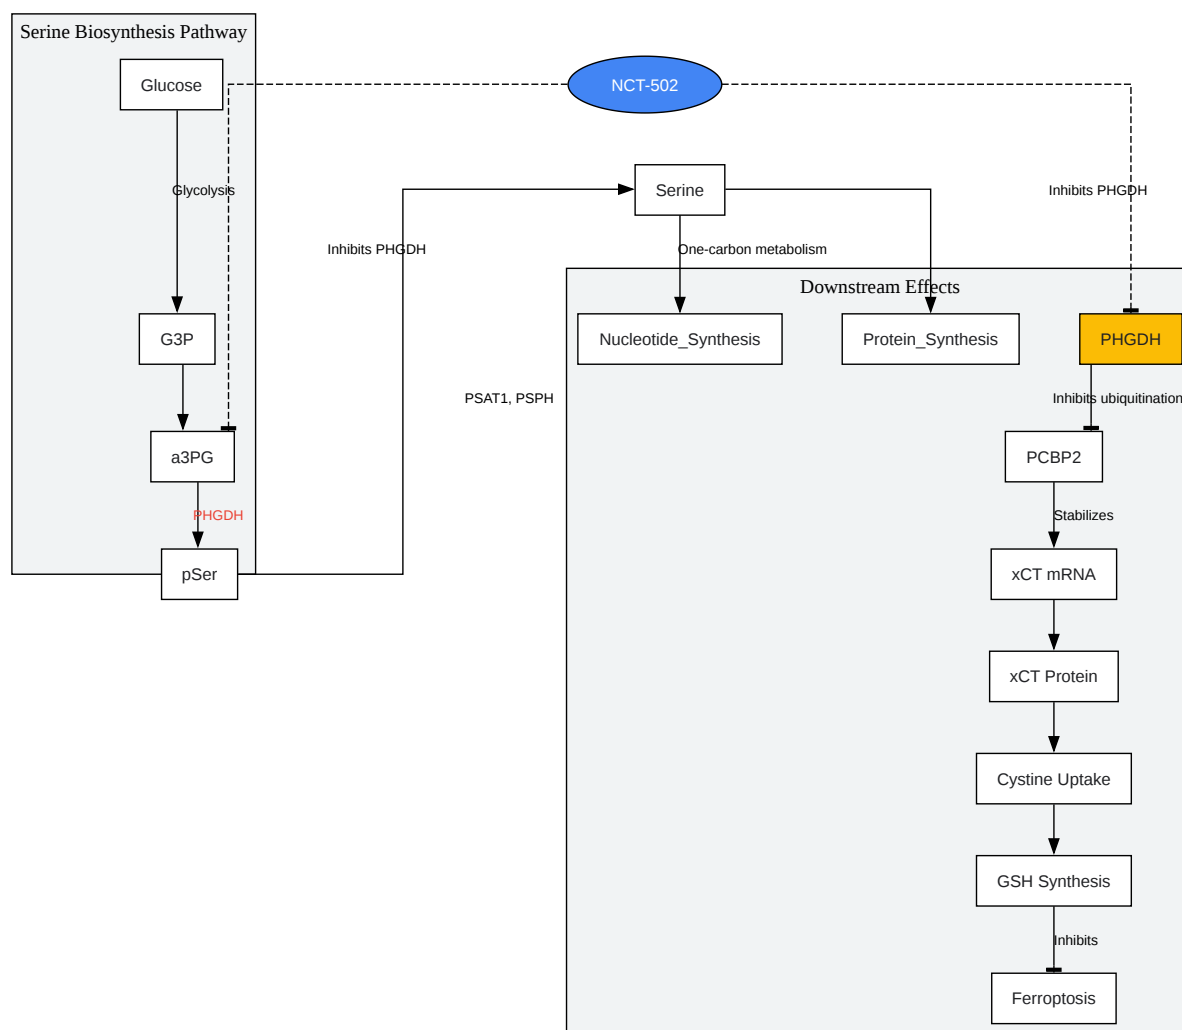 Serine Biosynthesis Pathway
Glucose
NCT-502
Glycolysis
Serine
Inhibits PHGDH
Inhibits PHGDH
One-carbon metabolism
Downstream Effects
G3P
Nucleotide_Synthesis
Protein_Synthesis
PHGDH
PSAT1, PSPH
Inhibits ubiquitination
a3PG
PCBP2
PHGDH
Stabilizes
pSer
xCT mRNA
xCT Protein
Cystine Uptake
GSH Synthesis
Inhibits
Ferroptosis